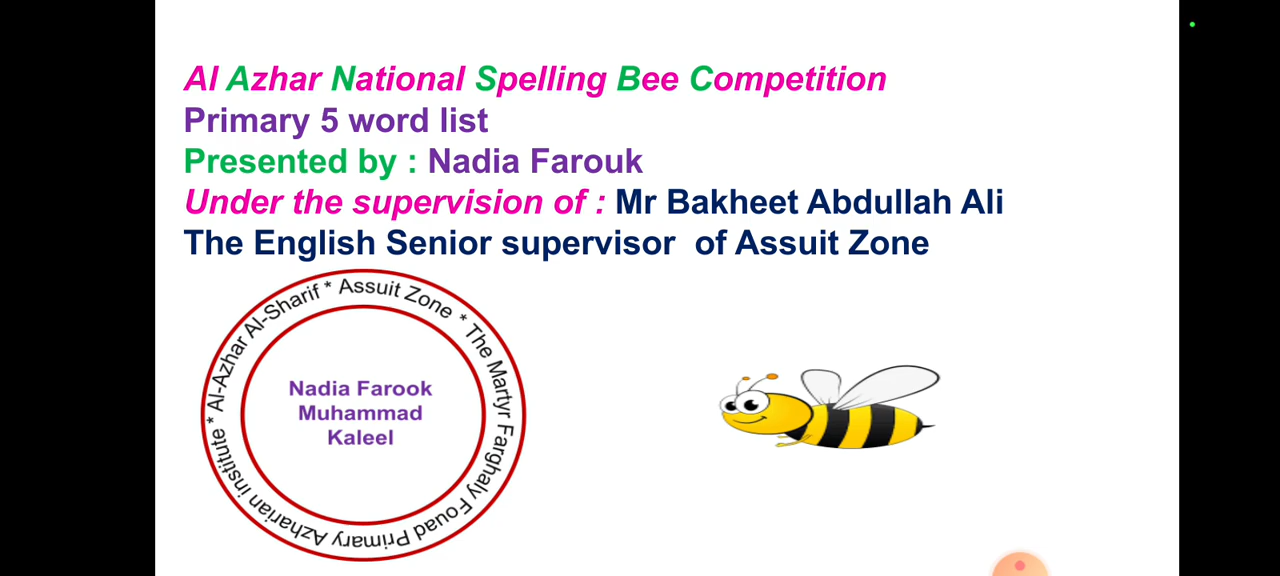 Al Azhar National Spelling Bee Competition
Primary 5 word list
Presented by : Nadia Farouk
Under the supervision of : Mr Bakheet Abdullah Ali
The English Senior supervisor of Assuit Zone
* Al-Azhar Al-Sharif * Assuit Zone * The Martyr Farghaly Fouad Primary Azharian institute
Nadia Farook
Muhammad
Kaleel